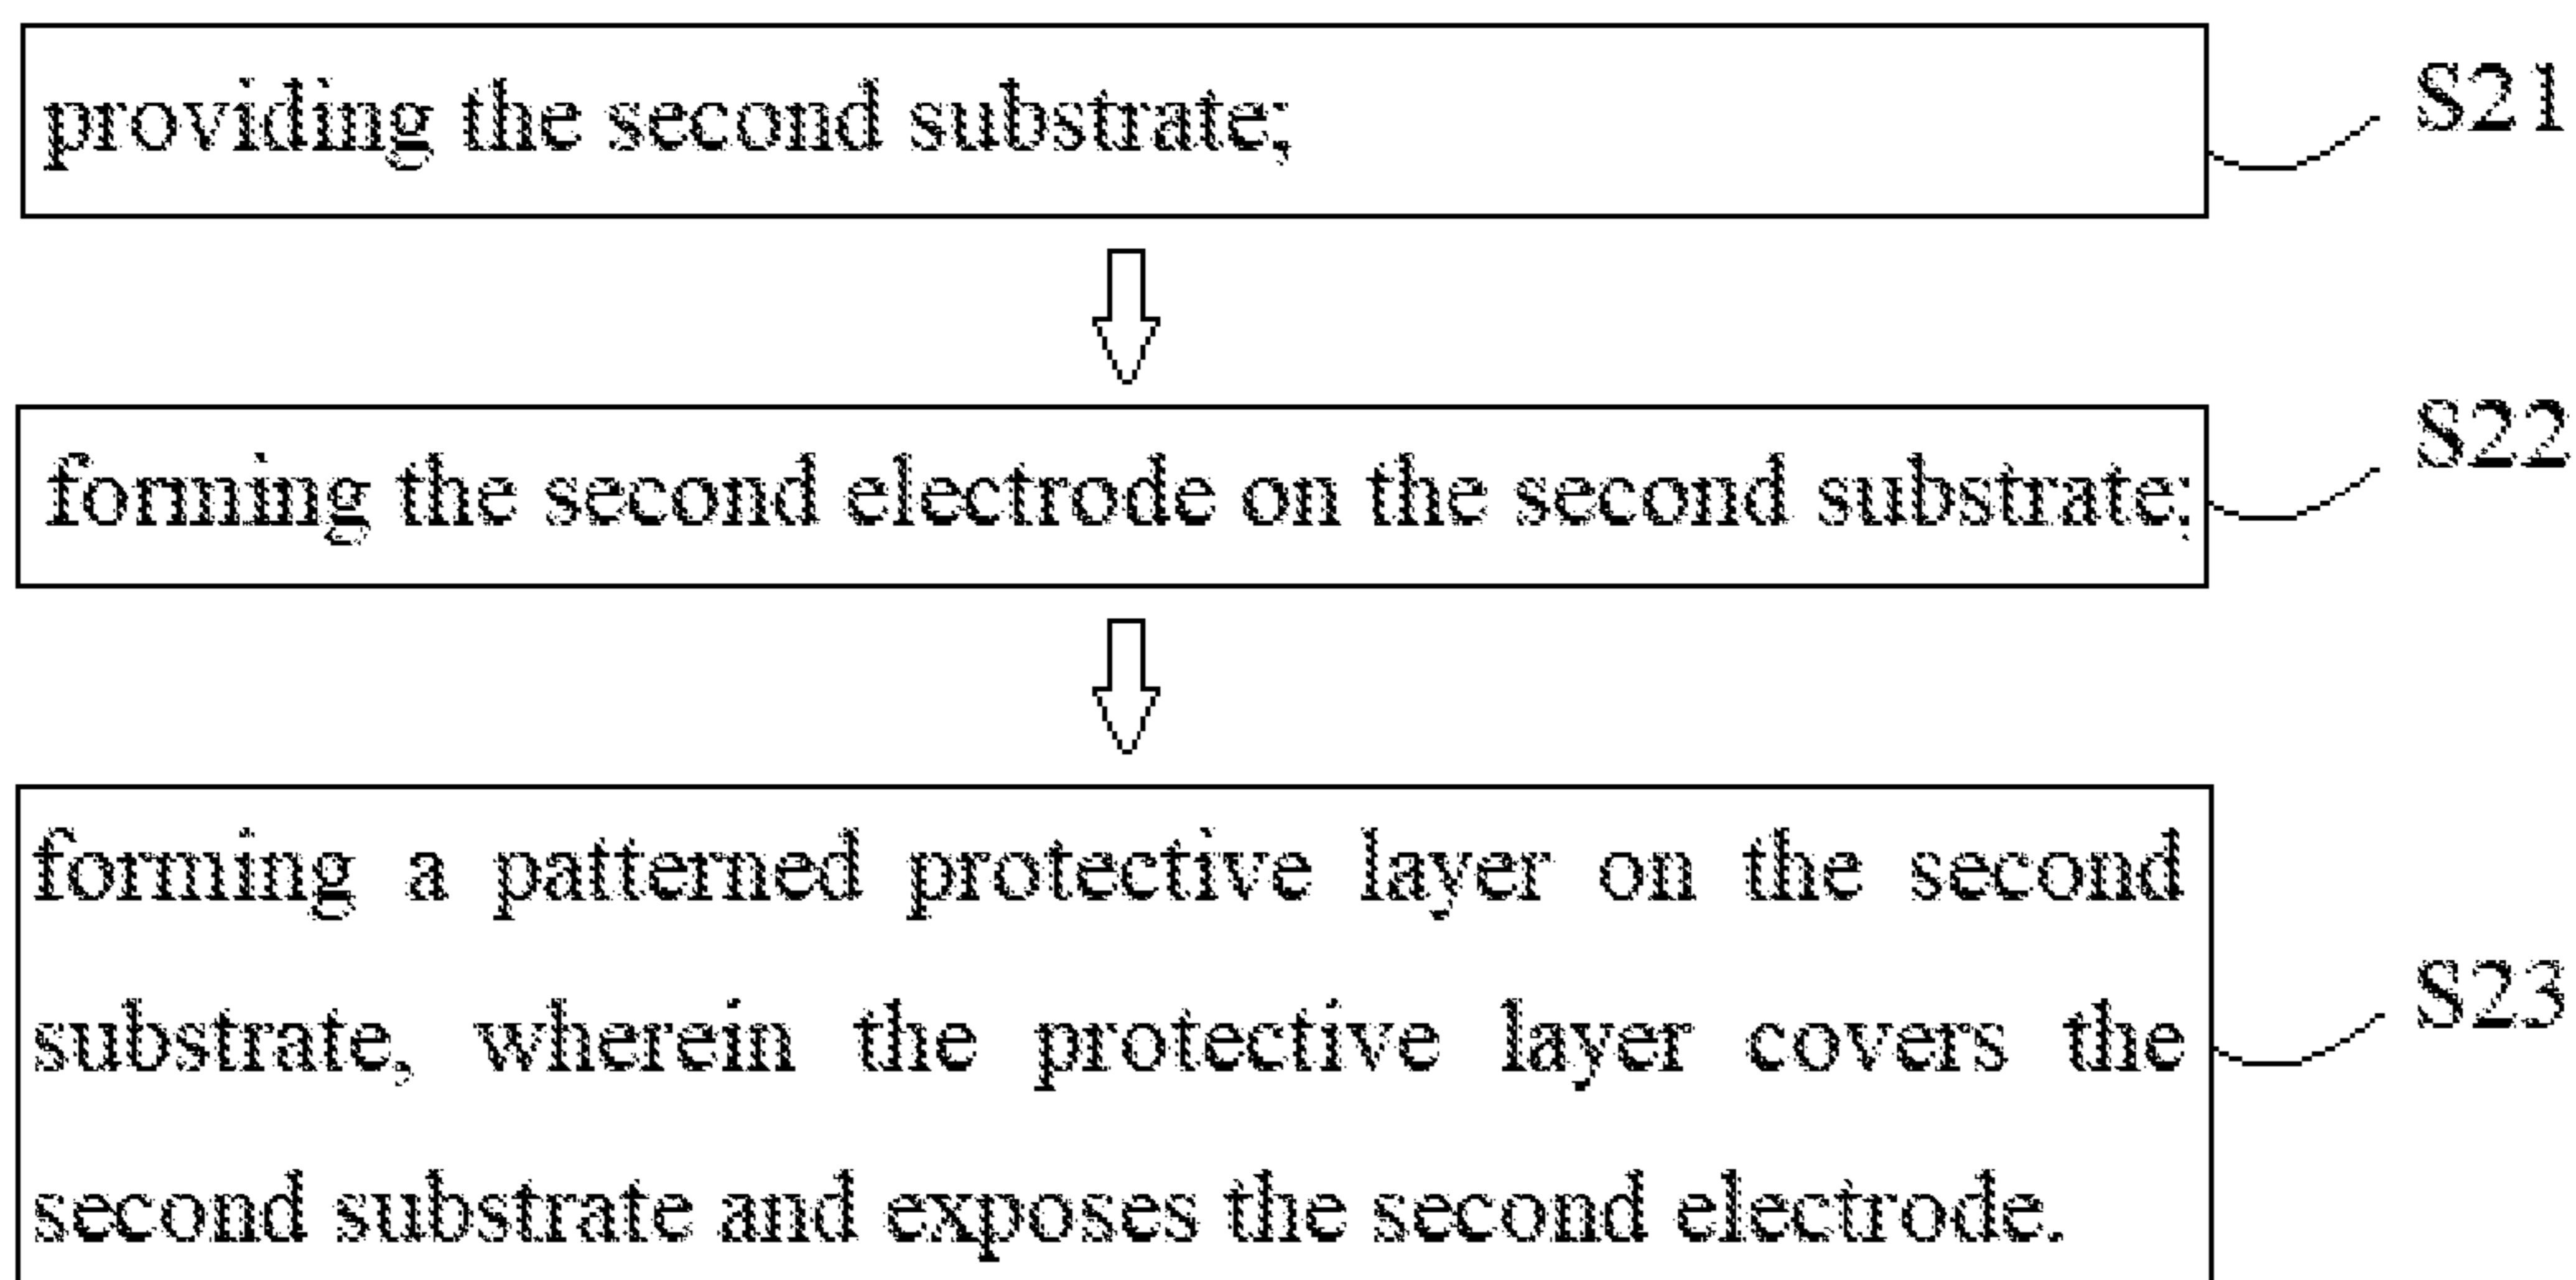 providing the second substrate;
S21
forming the second electrode on the second substrate;
S22
forming a patterned protective layer on the second
substrate, wherein the protective layer covers the
second substrate and exposes the second electrode.
S23